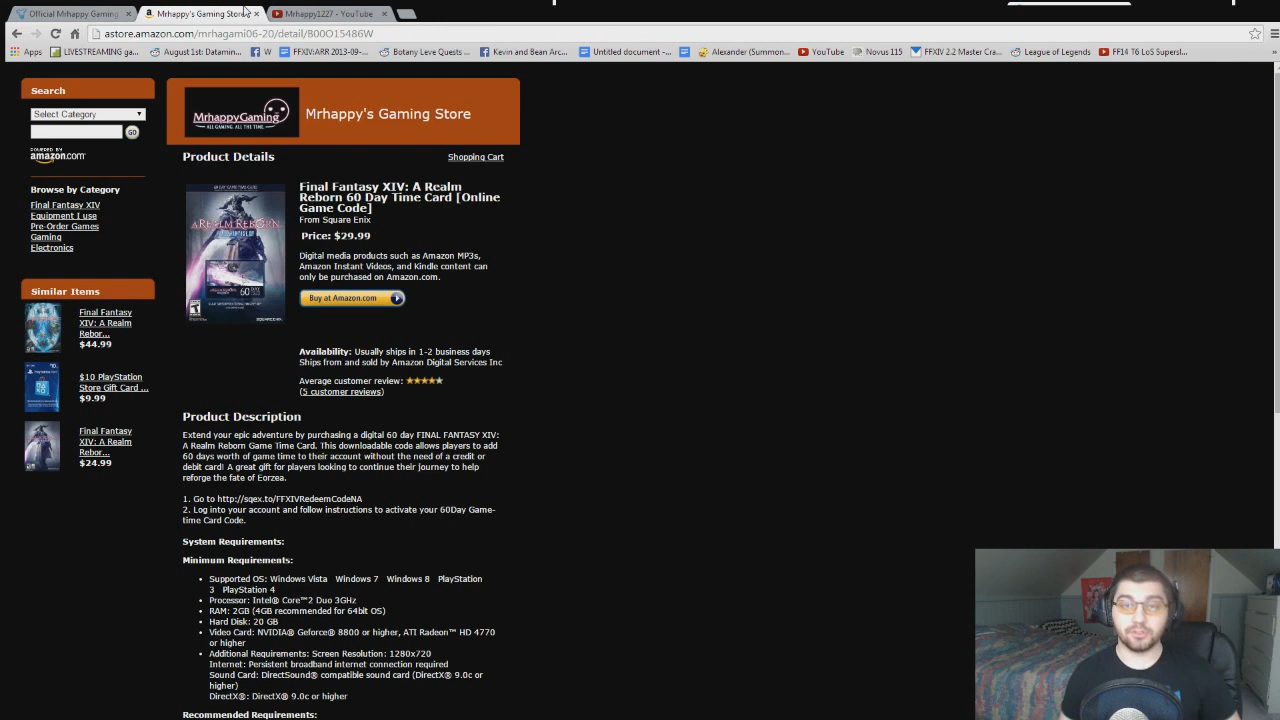 Official Mrhappy Gaming
Mrhappy's Gaming Store
Mrhappy1227 - YouTube
astore.amazon.com/mrhagami06-20/detail/B00O15486W
Apps
LIVESTREAMING ga...
August 1st: Datamin...
W
FFXIV:ARR 2013-09-...
Botany Leve Quests ...
Kevin and Bean Arc...
Untitled document -...
Alexander (Summon...
YouTube
Novus 115
FFXIV 2.2 Master Cra...
League of Legends
FF14 T6 LoS Supersl...
Search
Select Category
GO
POWERED BY
amazon.com
Browse by Category
Final Fantasy XIV
Equipment I use
Pre-Order Games
Gaming
Electronics
Similar Items
Final Fantasy
XIV: A Realm
Rebor...
$44.99
$10 PlayStation
Store Gift Card ...
$9.99
Final Fantasy
XIV: A Realm
Rebor...
$24.99
MrhappyGaming
ALL GAMING. ALL THE TIME.
Mrhappy's Gaming Store
Product Details
Shopping Cart
A REALM REBORN
60
Final Fantasy XIV: A Realm
Reborn 60 Day Time Card [Online
Game Code]
From Square Enix
Price: $29.99
Digital media products such as Amazon MP3s,
Amazon Instant Videos, and Kindle content can
only be purchased on Amazon.com.
Buy at Amazon.com
Availability: Usually ships in 1-2 business days
Ships from and sold by Amazon Digital Services Inc
Average customer review:
(5 customer reviews)
Product Description
Extend your epic adventure by purchasing a digital 60 day FINAL FANTASY XIV:
A Realm Reborn Game Time Card. This downloadable code allows players to add
60 days worth of game time to their account without the need of a credit or
debit card! A great gift for players looking to continue their journey to help
reforge the fate of Eorzea.
1. Go to http://sqex.to/FFXIVRedeemCodeNA
2. Log into your account and follow instructions to activate your 60Day Game-
time Card Code.
System Requirements:
Minimum Requirements:
Supported OS: Windows Vista Windows 7 Windows 8 PlayStation
3 PlayStation 4
Processor: Intel® Core™2 Duo 3GHz
RAM: 2GB (4GB recommended for 64bit OS)
Hard Disk: 20 GB
Video Card: NVIDIA® Geforce® 8800 or higher, ATI Radeon™ HD 4770
or higher
Additional Requirements: Screen Resolution: 1280x720
Internet: Persistent broadband internet connection required
Sound Card: DirectSound® compatible sound card (DirectX® 9.0c or
higher)
DirectX®: DirectX® 9.0c or higher
Recommended Requirements: